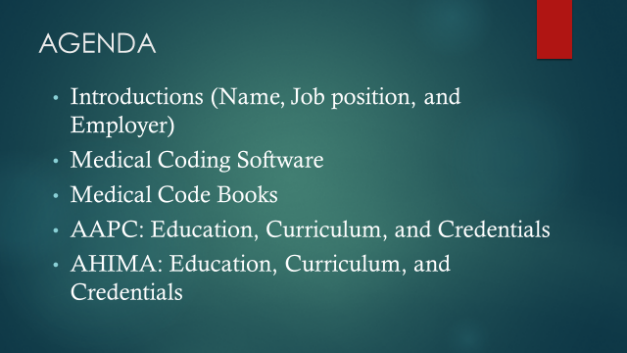 AGENDA
• Introductions (Name, Job position, and
Employer)
• Medical Coding Software
• Medical Code Books
• AAPC: Education, Curriculum, and Credentials
• AHIMA: Education, Curriculum, and
Credentials